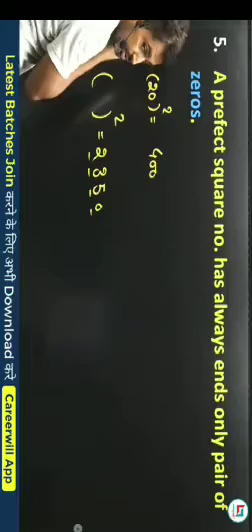 5. A prefect square no. has always ends only pair of
zeros.
(20)² = 400
(  )² = 2350
Latest Batches Join करने के लिए अभी Download करें Careerwill App